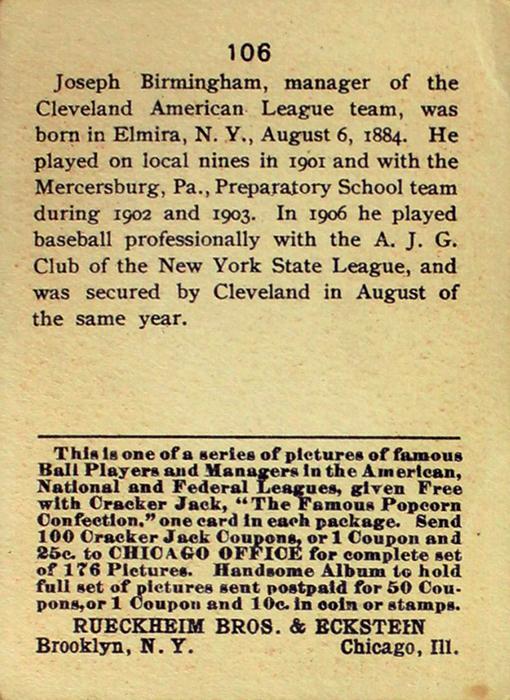 106
Joseph Birmingham, manager of the
Cleveland American League team, was
born in Elmira, N. Y., August 6, 1884. He
played on local nines in 1901 and with the
Mercersburg, Pa., Preparatory School team
during 1902 and 1903. In 1906 he played
baseball professionally with the A. J. G.
Club of the New York State League, and
was secured by Cleveland in August of
the same year.
This is one of a series of pictures of famous
Ball Players and Managers in the American,
National and Federal Leagues, given Free
with Cracker Jack, “The Famous Popcorn
Confection,” one card in each package. Send
100 Cracker Jack Coupons, or 1 Coupon and
25c. to CHICAGO OFFICE for complete set
of 176 Pictures. Handsome Album to hold
full set of pictures sent postpaid for 50 Cou-
pons,or 1 Coupon and 10c. in coin or stamps.
RUECKHEIM BROS. & ECKSTEIN
Brooklyn, N. Y. Chicago, Ill.